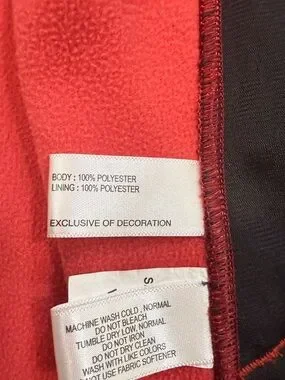 BODY : 100% POLYESTER
LINING : 100% POLYESTER
EXCLUSIVE OF DECORATION
S
MACHINE WASH COLD , NORMAL
DO NOT BLEACH
TUMBLE DRY LOW, NORMAL
DO NOT IRON
DO NOT DRY CLEAN
WASH WITH LIKE COLORS
NOT USE FABRIC SOFTENER